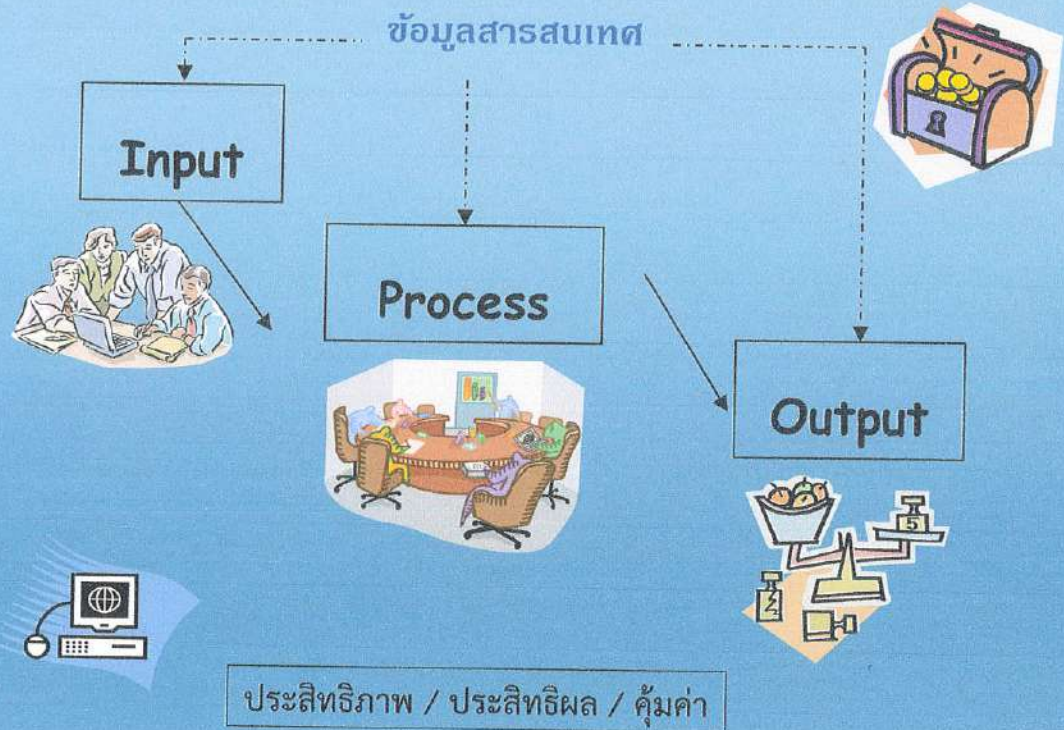 ข้อมูลสารสนเทศ
Input
Process
Output
5
ประสิทธิภาพ / ประสิทธิผล / คุ้มค่า